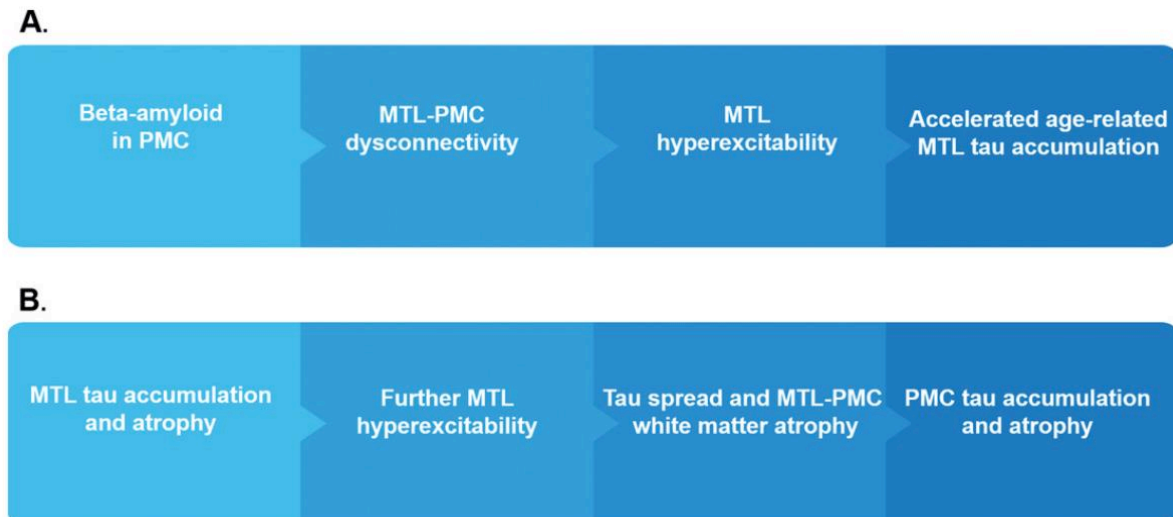 A.
Beta-amyloid
in PMC
MTL-PMC
dysconnectivity
MTL
hyperexcitability
Accelerated age-related
MTL tau accumulation
B.
MTL tau accumulation
and atrophy
Further MTL
hyperexcitability
Tau spread and MTL-PMC
white matter atrophy
PMC tau accumulation
and atrophy